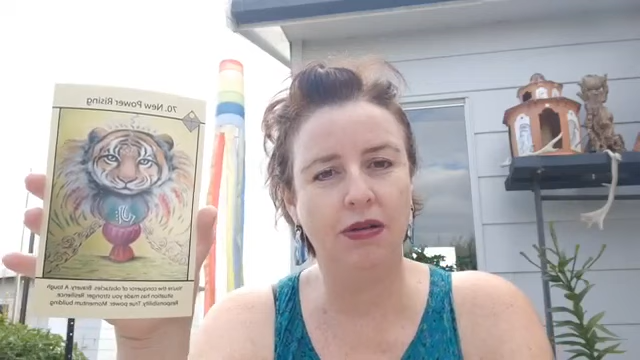 70. New Power Rising
You're the conqueror of obstacles. Bravery. A tough
situation has made you stronger. Resilience.
Responsibility. True power. Momentum building.